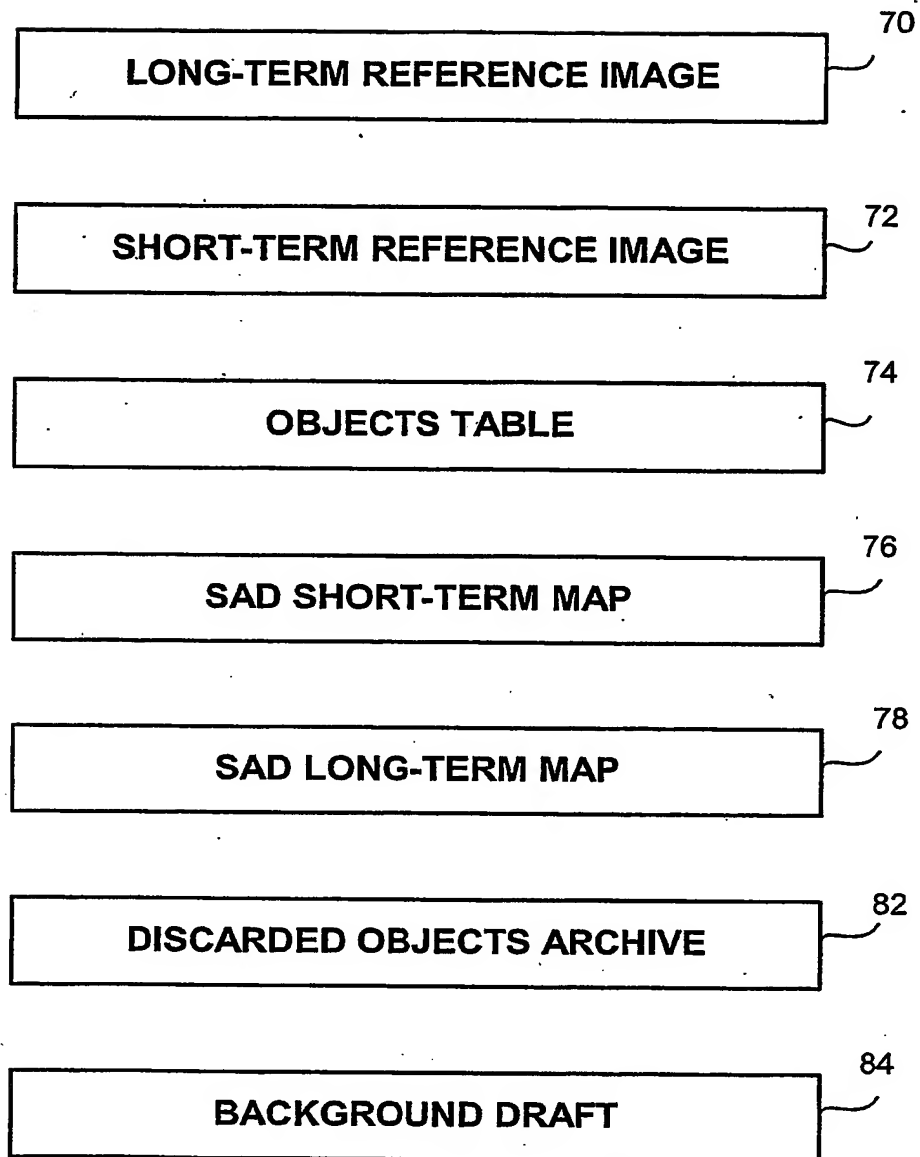 70
LONG-TERM REFERENCE IMAGE
72
SHORT-TERM REFERENCE IMAGE
74
OBJECTS TABLE
76
SAD SHORT-TERM MAP
78
SAD LONG-TERM MAP
82
DISCARDED OBJECTS ARCHIVE
84
BACKGROUND DRAFT